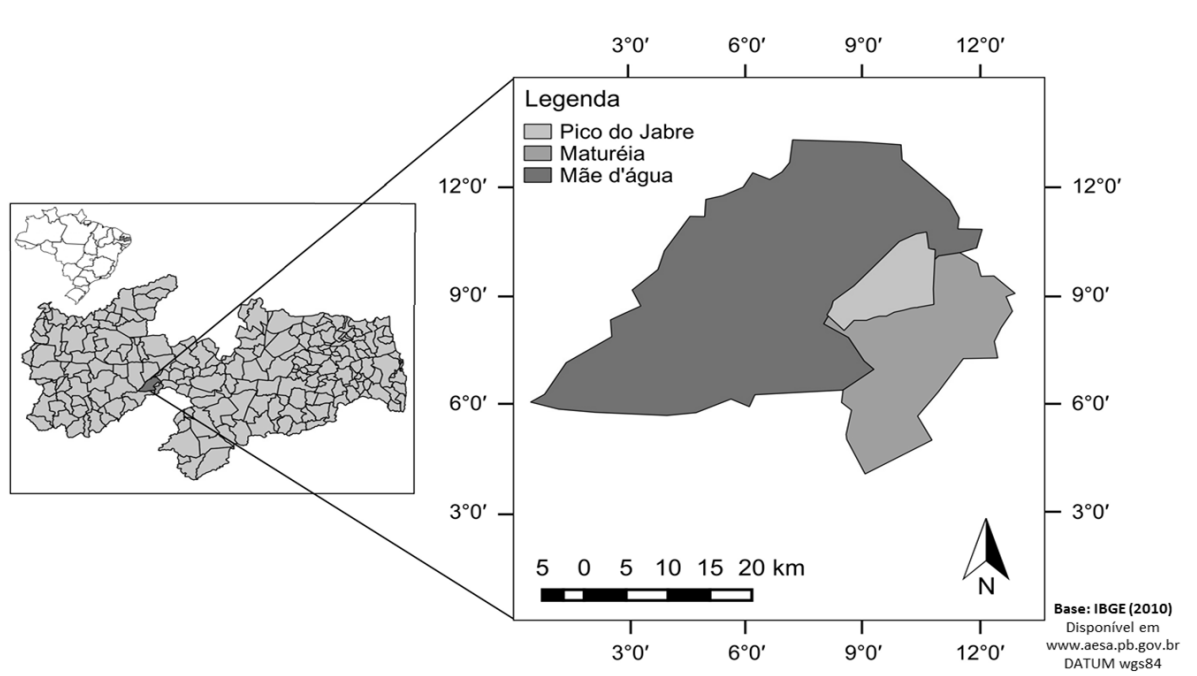 3°0′ 6°0′ 9°0′ 12°0′
Legenda
Pico do Jabre
Maturéia
Mãe d'água
12°0′ 12°0′
9°0′ 9°0′
6°0′ 6°0′
3°0′ 3°0′
5 0 5 10 15 20 km
N
Base: IBGE (2010)
Disponível em
www.aesa.pb.gov.br
DATUM wgs84
3°0′ 6°0′ 9°0′ 12°0′